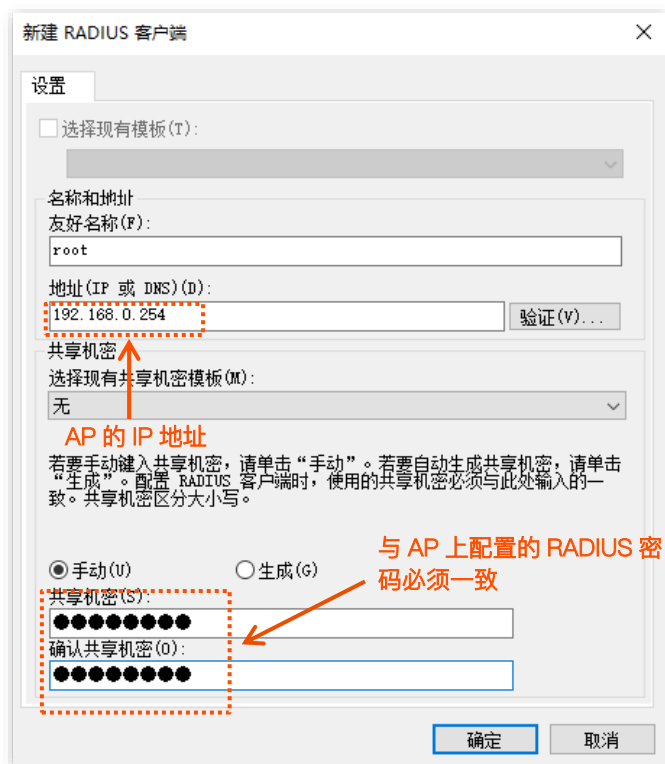 新建 RADIUS 客户端
设置
选择现有模板(T):
名称和地址
友好名称(F):
root
地址(IP 或 DNS)(D):
192.168.0.254
验证(V)...
共享机密
选择现有共享机密模板(M):
无
AP 的 IP 地址
若要手动键入共享机密，请单击“手动”。若要自动生成共享机密，请单击
“生成”。配置 RADIUS 客户端时，使用的共享机密必须与此处输入的一
致。共享机密区分大小写。
与 AP 上配置的 RADIUS 密
码必须一致
手动(U)
生成(G)
共享机密(S):
●●●●●●●●
确认共享机密(O):
●●●●●●●●
确定
取消